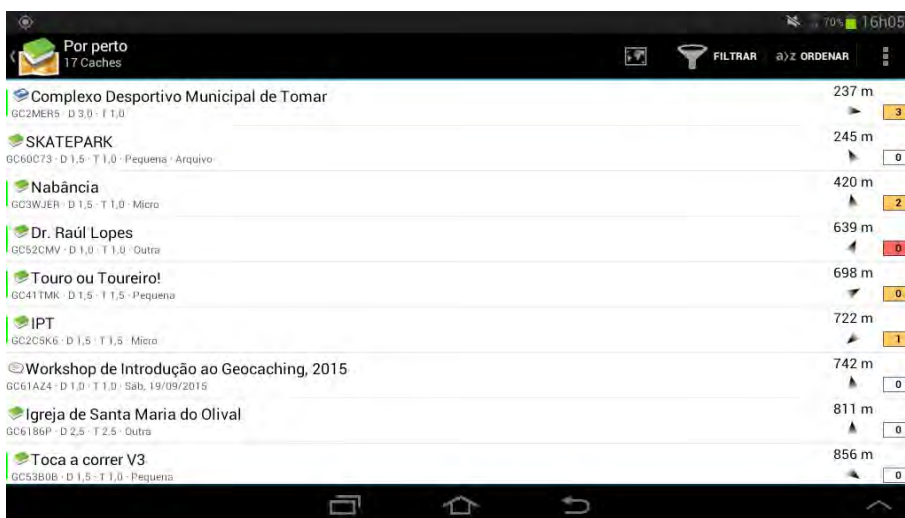 70% 16h05
Por perto
17 Caches
FILTRAR a)z ORDENAR
Complexo Desportivo Municipal de Tomar 237 m
GC2MER5 · D 3,0 · T 1,0 3
SKATEPARK 245 m
GC60C73 · D 1,5 · T 1,0 · Pequena · Arquivo 0
Nabância 420 m
GC3WJER · D 1,5 · T 1,0 · Micro 2
Dr. Raúl Lopes 639 m
GC52CMV · D 1,0 · T 1,0 · Outra 0
Touro ou Toureiro! 698 m
GC41TMK · D 1,5 · T 1,5 · Pequena 0
IPT 722 m
GC2C5K6 · D 1,5 · T 1,5 · Micro 1
Workshop de Introdução ao Geocaching, 2015 742 m
GC61AZ4 · D 1,0 · T 1,0 · Sáb, 19/09/2015 0
Igreja de Santa Maria do Olival 811 m
GC6186P · D 2,5 · T 2,5 · Outra 0
Toca a correr V3 856 m
GC53B0B · D 1,5 · T 1,0 · Pequena 0